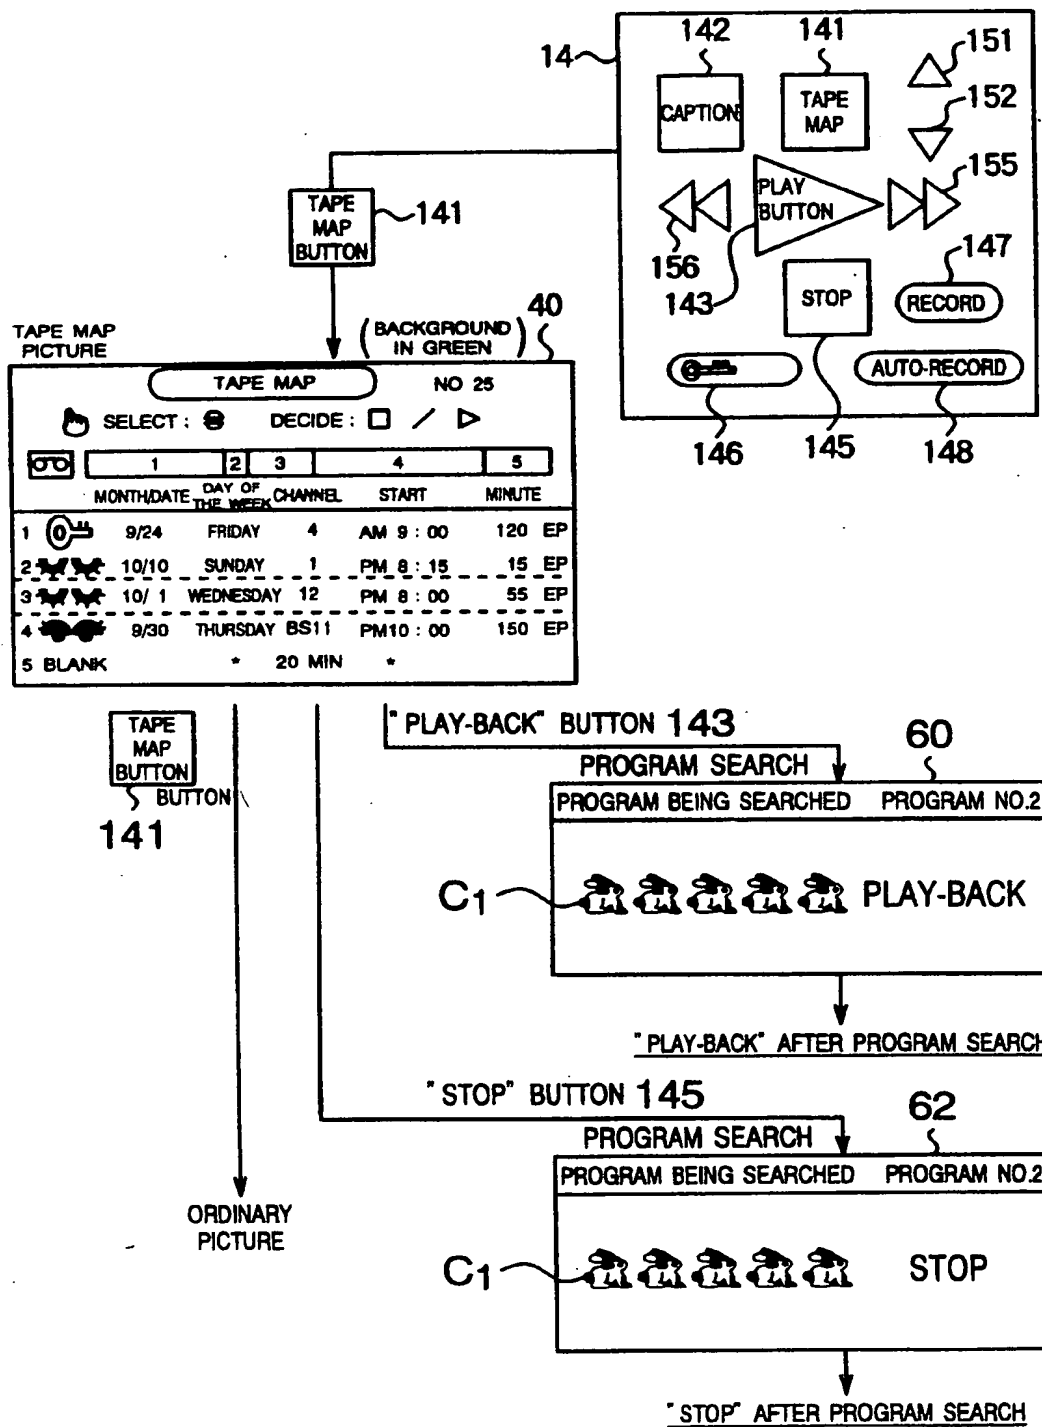 142 141
14
151
CAPTION
TAPE
MAP
152
PLAY
BUTTON
155
156
143
STOP
147
RECORD
AUTO-RECORD
146
145
148
TAPE
MAP
BUTTON
141
TAPE MAP
PICTURE
(BACKGROUND
IN GREEN)
40
TAPE MAP NO 25
SELECT : DECIDE : /
1 2 3 4 5
MONTH/DATE DAY OF
THE WEEK CHANNEL START MINUTE
1 9/24 FRIDAY 4 AM 9 : 00 120 EP
2 10/10 SUNDAY 1 PM 8 : 15 15 EP
3 10/ 1 WEDNESDAY 12 PM 8 : 00 55 EP
4 9/30 THURSDAY BS11 PM10 : 00 150 EP
5 BLANK * 20 MIN *
TAPE
MAP
BUTTON
BUTTON
141
"PLAY-BACK" BUTTON 143
PROGRAM SEARCH
60
PROGRAM BEING SEARCHED PROGRAM NO.2
C1
PLAY-BACK
"PLAY-BACK" AFTER PROGRAM SEARCH
"STOP" BUTTON 145
PROGRAM SEARCH
62
PROGRAM BEING SEARCHED PROGRAM NO.2
C1
STOP
"STOP" AFTER PROGRAM SEARCH
ORDINARY
PICTURE